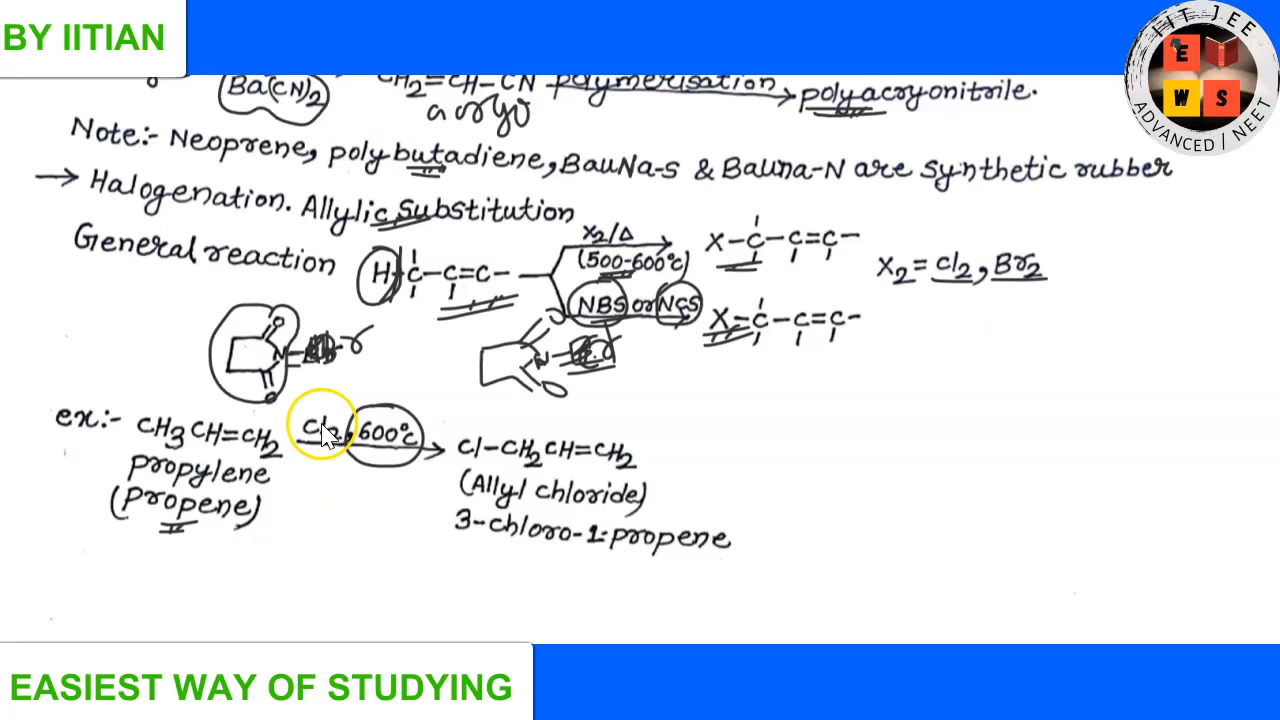 BY IITIAN
IIT JEE
E
W S
ADVANCED / NEET
Ba(CN)2 CH2=CH-CN polymerisation polyacryonitrile.
Note:- Neoprene, polybutadiene, BauNa-S & Bauna-N are synthetic rubber
→ Halogenation. Allylic Substitution
General reaction H-C-C=C- X2/Δ (500-600°C) X-C-C=C- X2 = Cl2, Br2
NBS or NCS X-C-C=C-
O N O
O N O
ex:- CH3CH=CH2 Cl2, 600°C Cl-CH2CH=CH2
propylene (Allyl chloride)
(Propene) 3-chloro-1-propene
EASIEST WAY OF STUDYING